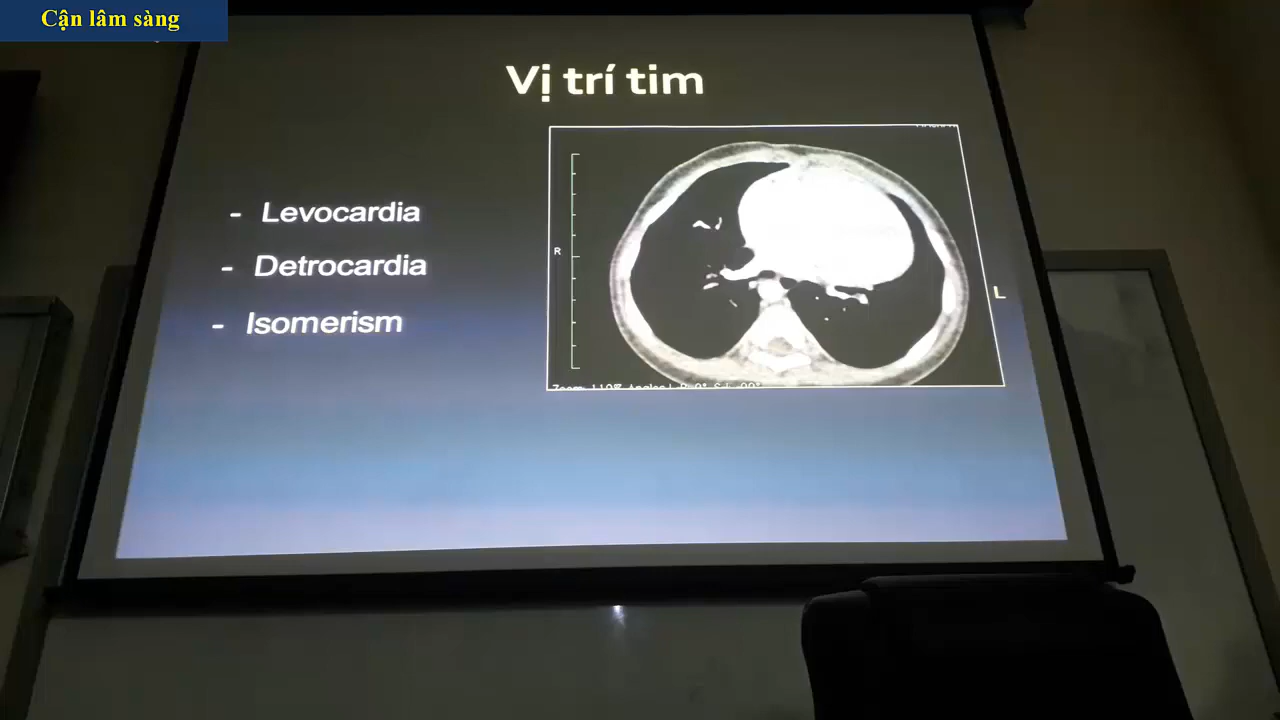 Cận lâm sàng
Vị trí tim
- Levocardia
- Detrocardia
- Isomerism
R
L